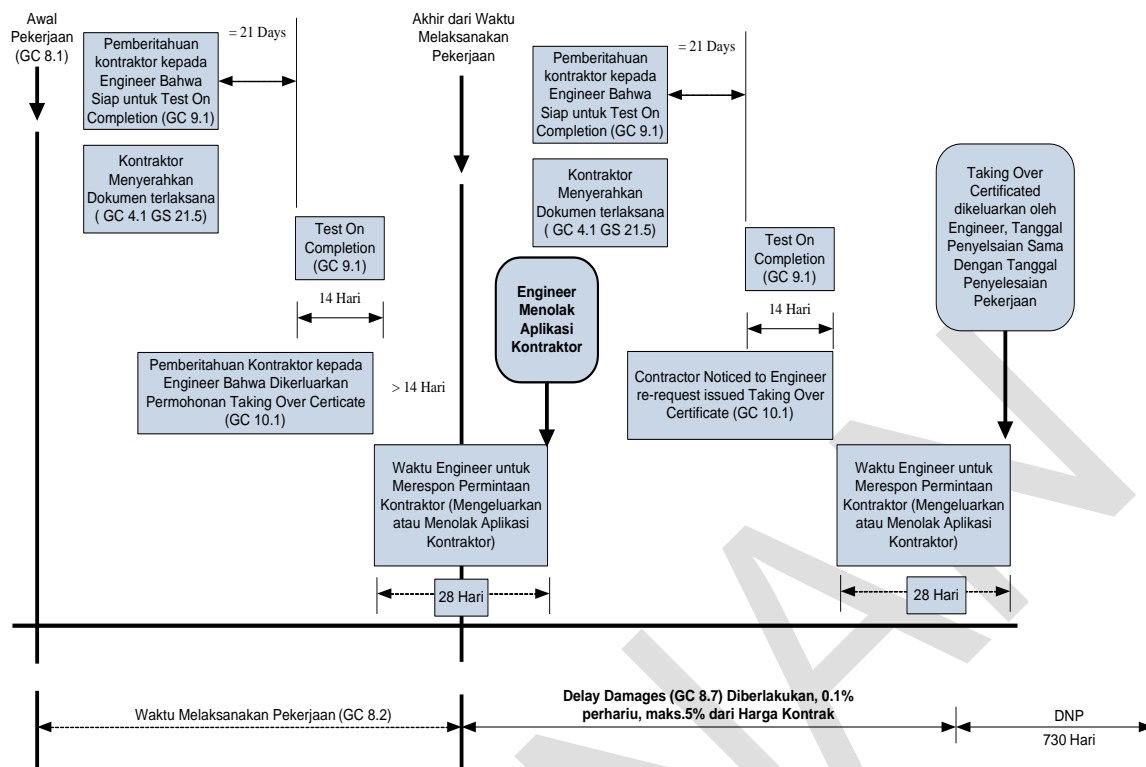 Awal
Pekerjaan
(GC 8.1)
Pemberitahuan
kontraktor kepada
Engineer Bahwa
Siap untuk Test On
Completion (GC 9.1)
= 21 Days
Kontraktor
Menyerahkan
Dokumen terlaksana
( GC 4.1 GS 21.5)
Test On
Completion
(GC 9.1)
14 Hari
Pemberitahuan Kontraktor kepada
Engineer Bahwa Dikerluarkan
Permohonan Taking Over Certicate
(GC 10.1)
> 14 Hari
Akhir dari Waktu
Melaksanakan
Pekerjaan
Waktu Engineer untuk
Merespon Permintaan
Kontraktor (Mengeluarkan
atau Menolak Aplikasi
Kontraktor)
28 Hari
Engineer
Menolak
Aplikasi
Kontraktor
Pemberitahuan
kontraktor kepada
Engineer Bahwa
Siap untuk Test On
Completion (GC 9.1)
= 21 Days
Kontraktor
Menyerahkan
Dokumen terlaksana
( GC 4.1 GS 21.5)
Test On
Completion
(GC 9.1)
14 Hari
Contractor Noticed to Engineer
re-request issued Taking Over
Certificate (GC 10.1)
Taking Over
Certificated
dikeluarkan oleh
Engineer, Tanggal
Penyelsaian Sama
Dengan Tanggal
Penyelesaian
Pekerjaan
Waktu Engineer untuk
Merespon Permintaan
Kontraktor (Mengeluarkan
atau Menolak Aplikasi
Kontraktor)
28 Hari
Waktu Melaksanakan Pekerjaan (GC 8.2)
Delay Damages (GC 8.7) Diberlakukan, 0.1%
perhariu, maks.5% dari Harga Kontrak
DNP
730 Hari